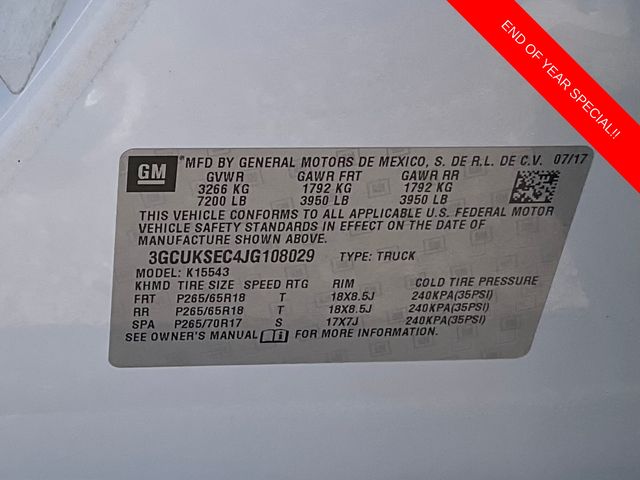 END OF YEAR SPECIAL!!
GM ® MFD BY GENERAL MOTORS DE MEXICO, S. DE R.L. DE C.V. 07/17
GVWR GAWR FRT GAWR RR
3266 KG 1792 KG 1792 KG
7200 LB 3950 LB 3950 LB
THIS VEHICLE CONFORMS TO ALL APPLICABLE U.S. FEDERAL MOTOR
VEHICLE SAFETY STANDARDS IN EFFECT ON THE DATE OF
MANUFACTURE SHOWN ABOVE.
3GCUKSEC4JG108029 TYPE: TRUCK
MODEL: K15543
KHMD TIRE SIZE SPEED RTG RIM COLD TIRE PRESSURE
FRT P265/65R18 T 18X8.5J 240KPA(35PSI)
RR P265/65R18 T 18X8.5J 240KPA(35PSI)
SPA P265/70R17 S 17X7J 240KPA(35PSI)
SEE OWNER'S MANUAL FOR MORE INFORMATION.